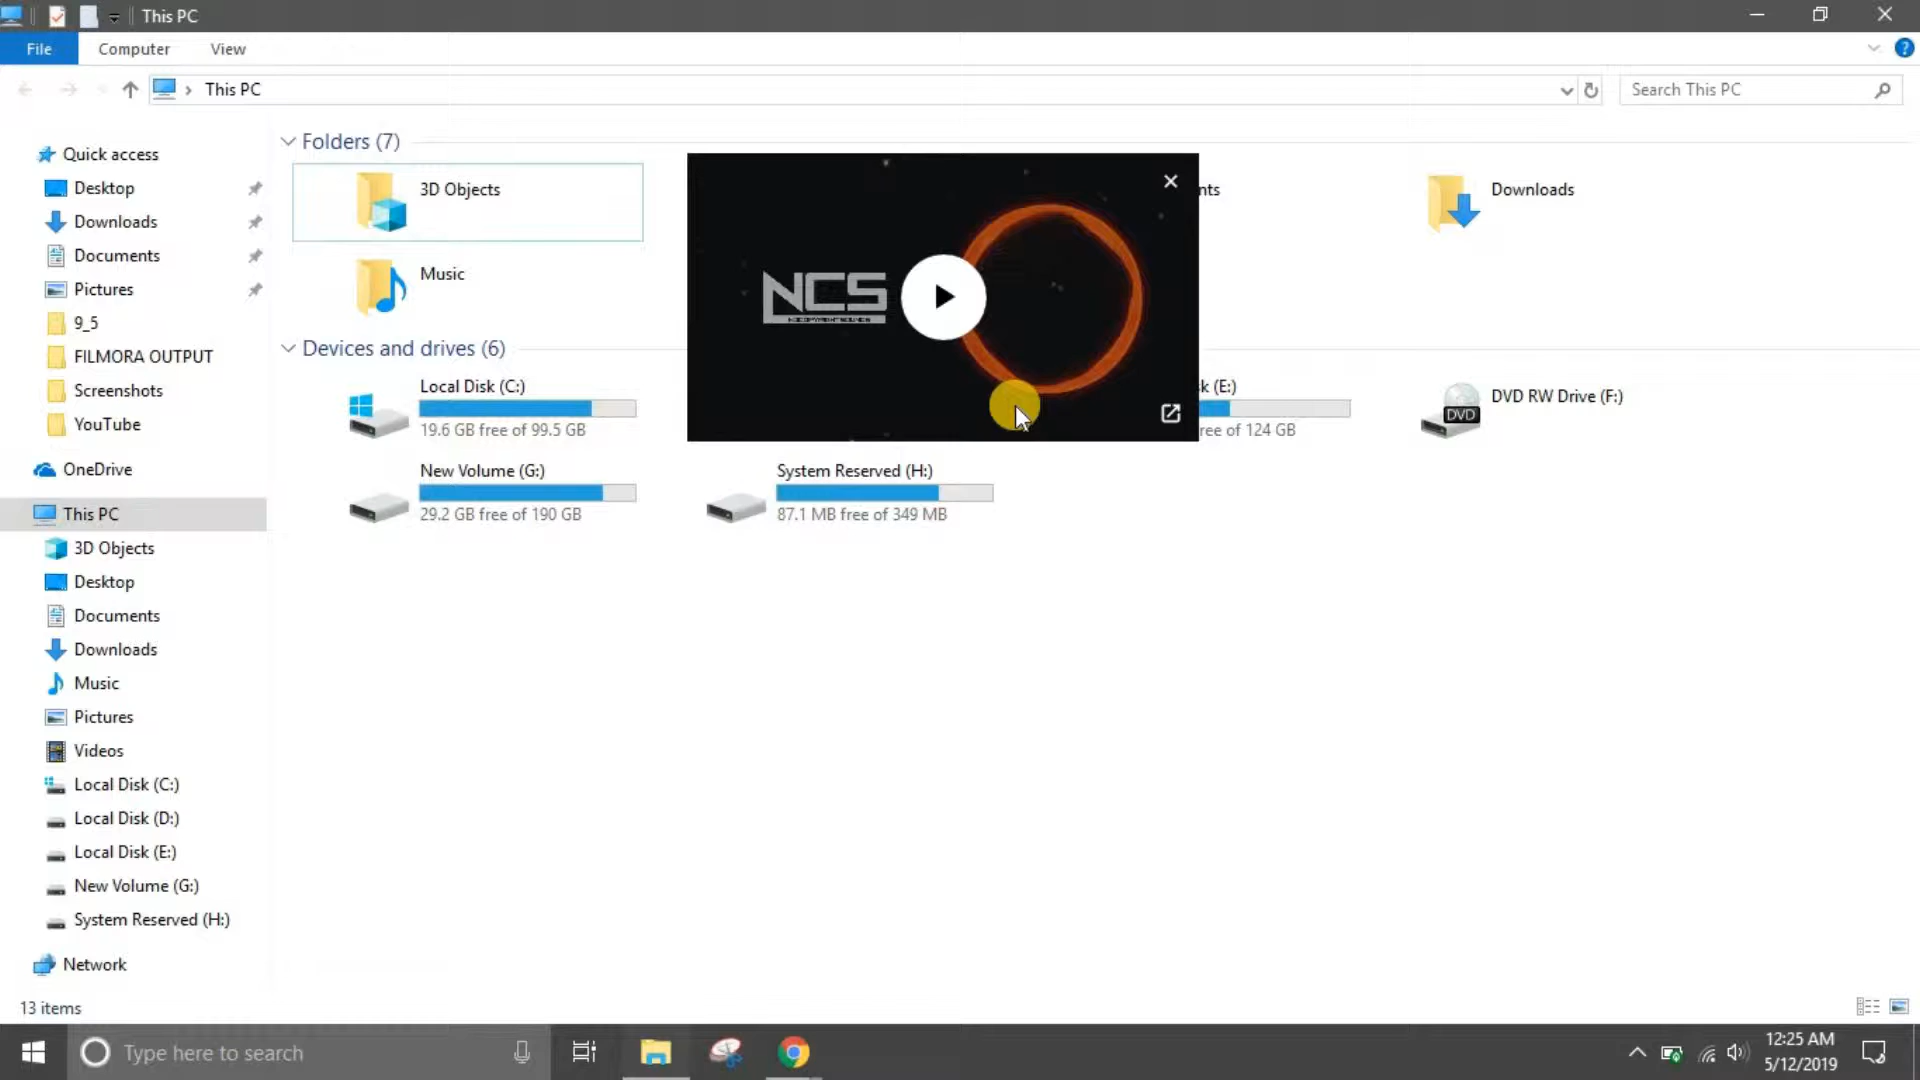 This PC
File Computer View
This PC
Search This PC
Quick access
Desktop
Downloads
Documents
Pictures
9_5
FILMORA OUTPUT
Screenshots
YouTube
OneDrive
This PC
3D Objects
Desktop
Documents
Downloads
Music
Pictures
Videos
Local Disk (C:)
Local Disk (D:)
Local Disk (E:)
New Volume (G:)
System Reserved (H:)
Network
Folders (7)
3D Objects
nts
Downloads
Music
NCS
Devices and drives (6)
Local Disk (C:)
19.6 GB free of 99.5 GB
k (E:)
ree of 124 GB
DVD RW Drive (F:)
DVD
New Volume (G:)
29.2 GB free of 190 GB
System Reserved (H:)
87.1 MB free of 349 MB
13 items
Type here to search
12:25 AM
5/12/2019